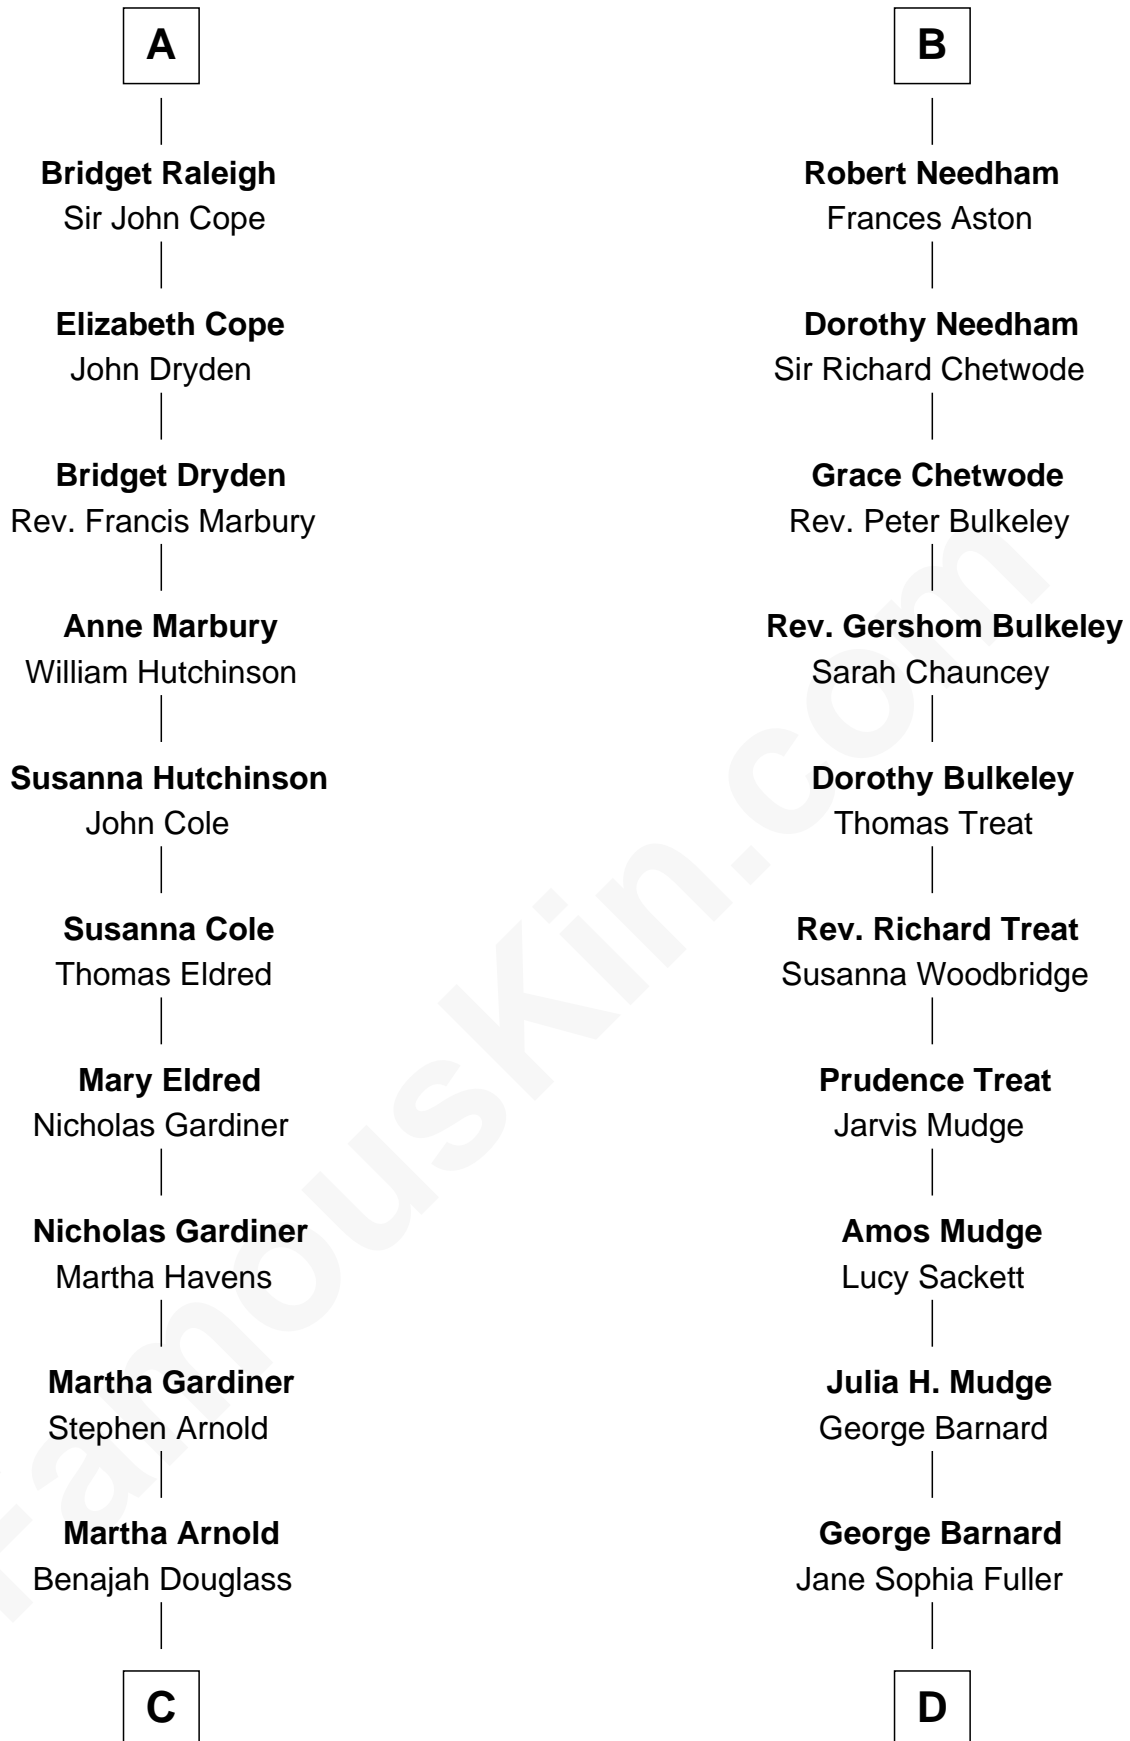 A
Bridget Raleigh
Sir John Cope
Elizabeth Cope
John Dryden
Bridget Dryden
Rev. Francis Marbury
Anne Marbury
William Hutchinson
Susanna Hutchinson
John Cole
Susanna Cole
Thomas Eldred
Mary Eldred
Nicholas Gardiner
Nicholas Gardiner
Martha Havens
Martha Gardiner
Stephen Arnold
Martha Arnold
Benajah Douglass
C
B
Robert Needham
Frances Aston
Dorothy Needham
Sir Richard Chetwode
Grace Chetwode
Rev. Peter Bulkeley
Rev. Gershom Bulkeley
Sarah Chauncey
Dorothy Bulkeley
Thomas Treat
Rev. Richard Treat
Susanna Woodbridge
Prudence Treat
Jarvis Mudge
Amos Mudge
Lucy Sackett
Julia H. Mudge
George Barnard
George Barnard
Jane Sophia Fuller
D
FamousKin.com